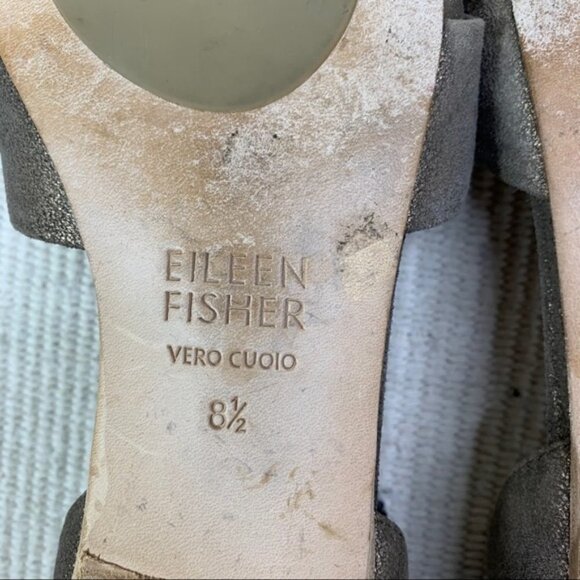 EILEEN
FISHER
VERO CUOIO
8½